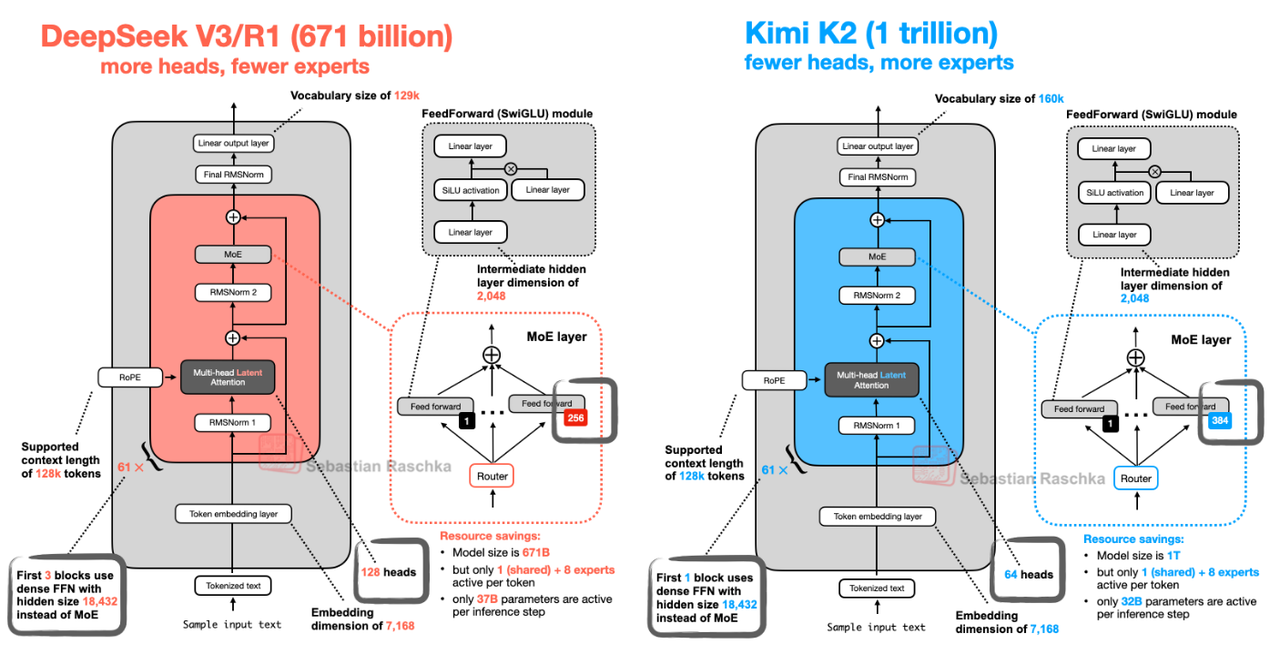 DeepSeek V3/R1 (671 billion)
more heads, fewer experts
Vocabulary size of 129k
FeedForward (SwiGLU) module
Linear output layer
Final RMSNorm
Linear layer
SiLU activation
Linear layer
Linear layer
MoE
RMSNorm 2
Intermediate hidden
layer dimension of
2,048
MoE layer
RoPE
Multi-head Latent
Attention
RMSNorm 1
Feed forward
1
Feed forward
256
Router
Supported
context length
of 128k tokens
61 ×
Sebastian Raschka
Token embedding layer
Tokenized text
Sample input text
First 3 blocks use
dense FFN with
hidden size 18,432
instead of MoE
128 heads
Embedding
dimension of 7,168
Resource savings:
• Model size is 671B
• but only 1 (shared) + 8 experts
active per token
• only 37B parameters are active
per inference step
Kimi K2 (1 trillion)
fewer heads, more experts
Vocabulary size of 160k
FeedForward (SwiGLU) module
Linear output layer
Final RMSNorm
Linear layer
SiLU activation
Linear layer
Linear layer
MoE
RMSNorm 2
Intermediate hidden
layer dimension of
2,048
MoE layer
RoPE
Multi-head Latent
Attention
RMSNorm 1
Feed forward
1
Feed forward
384
Router
Supported
context length
of 128k tokens
61 ×
Sebastian Raschka
Token embedding layer
Tokenized text
Sample input text
First 1 block uses
dense FFN with
hidden size 18,432
instead of MoE
64 heads
Embedding
dimension of 7,168
Resource savings:
• Model size is 1T
• but only 1 (shared) + 8 experts
active per token
• only 32B parameters are active
per inference step